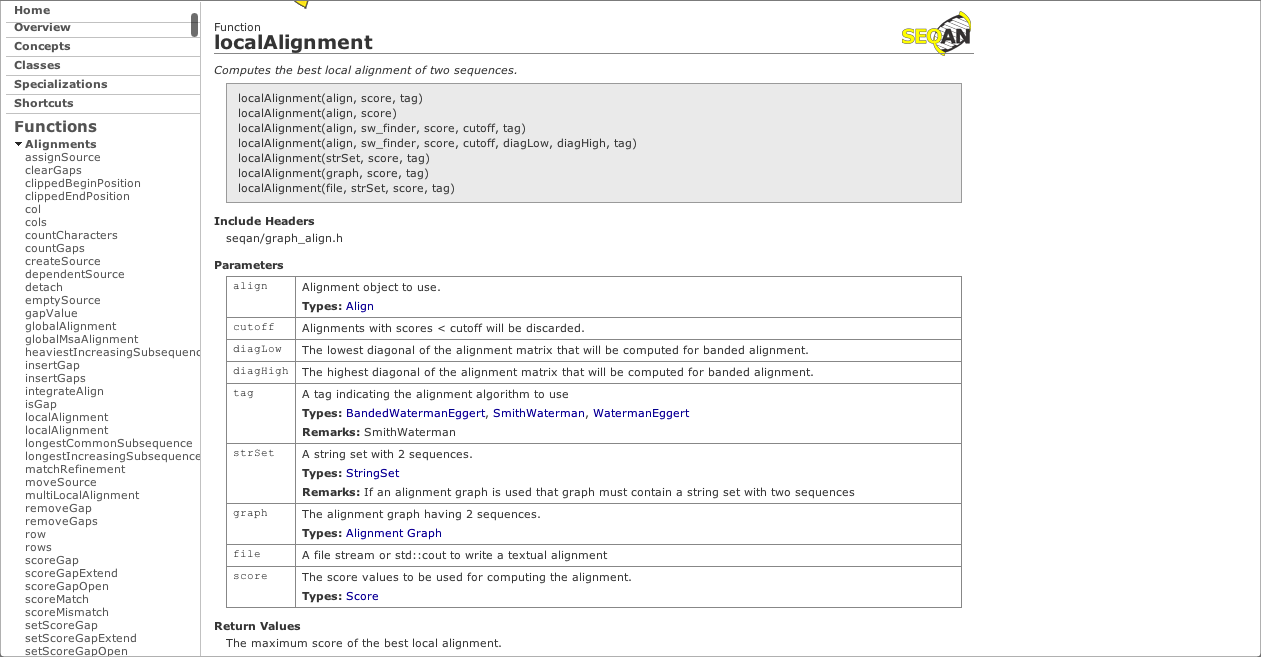 Home
Overview
Concepts
Classes
Specializations
Shortcuts
Functions
Alignments
assignSource
clearGaps
clippedBeginPosition
clippedEndPosition
col
cols
countCharacters
countGaps
createSource
dependentSource
detach
emptySource
gapValue
globalAlignment
globalMsaAlignment
heaviestIncreasingSubsequenc
insertGap
insertGaps
integrateAlign
isGap
localAlignment
localAlignment
longestCommonSubsequence
longestIncreasingSubsequence
matchRefinement
moveSource
multiLocalAlignment
removeGap
removeGaps
row
rows
scoreGap
scoreGapExtend
scoreGapOpen
scoreMatch
scoreMismatch
setScoreGap
setScoreGapExtend
setScoreGapOpen
Function
localAlignment
SEQAN
Computes the best local alignment of two sequences.
localAlignment(align, score, tag)
localAlignment(align, score)
localAlignment(align, sw_finder, score, cutoff, tag)
localAlignment(align, sw_finder, score, cutoff, diagLow, diagHigh, tag)
localAlignment(strSet, score, tag)
localAlignment(graph, score, tag)
localAlignment(file, strSet, score, tag)
Include Headers
seqan/graph_align.h
Parameters
align Alignment object to use.
Types: Align
cutoff Alignments with scores < cutoff will be discarded.
diagLow The lowest diagonal of the alignment matrix that will be computed for banded alignment.
diagHigh The highest diagonal of the alignment matrix that will be computed for banded alignment.
tag A tag indicating the alignment algorithm to use
Types: BandedWatermanEggert, SmithWaterman, WatermanEggert
Remarks: SmithWaterman
strSet A string set with 2 sequences.
Types: StringSet
Remarks: If an alignment graph is used that graph must contain a string set with two sequences
graph The alignment graph having 2 sequences.
Types: Alignment Graph
file A file stream or std::cout to write a textual alignment
score The score values to be used for computing the alignment.
Types: Score
Return Values
The maximum score of the best local alignment.